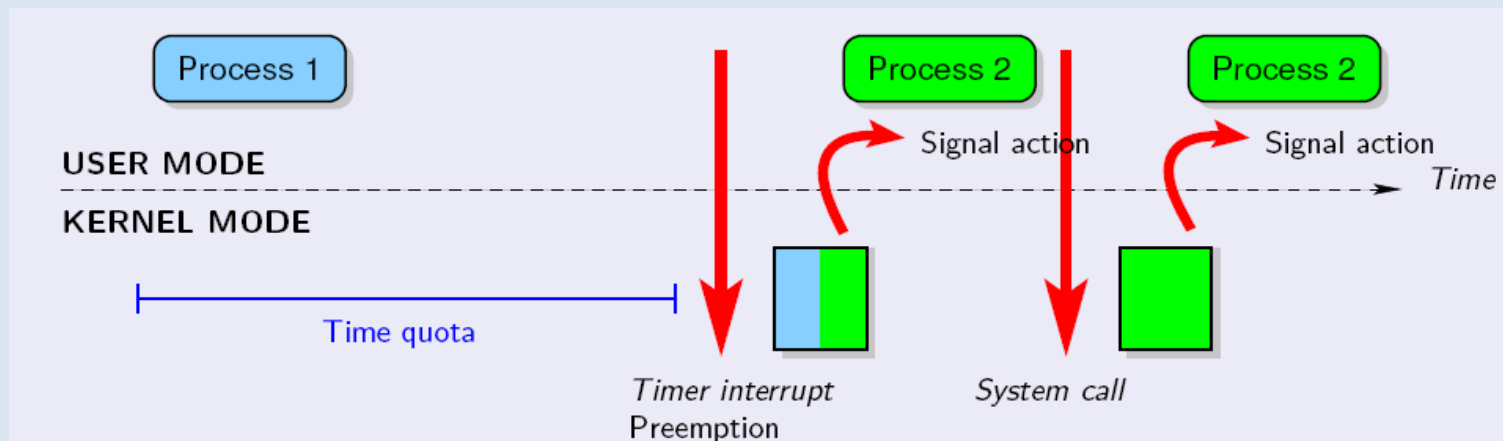 Process 1
Process 2
Process 2
Signal action
Signal action
USER MODE
Time
KERNEL MODE
Time quota
Timer interrupt
Preemption
System call